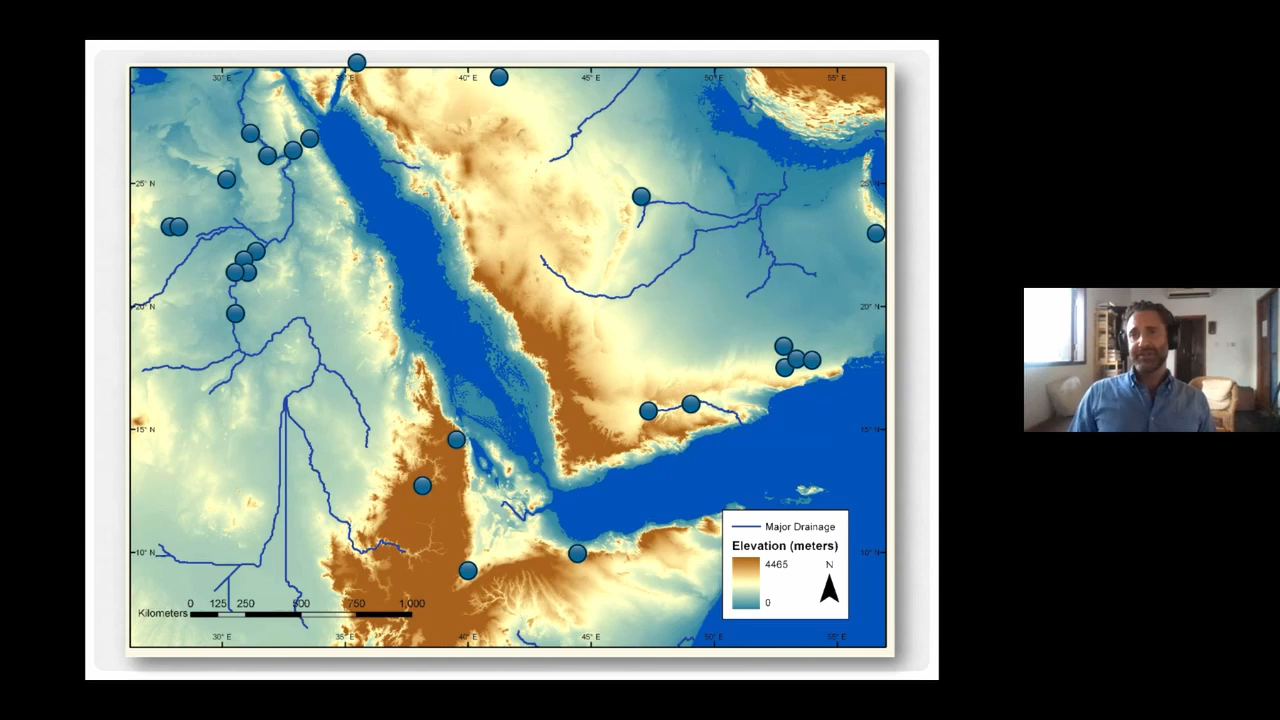 30° E 35° E 40° E 45° E 50° E 55° E
25° N 25° N
20° N 20° N
15° N 15° N
Major Drainage
Elevation (meters)
4465 N
10° N 10° N
0
0 125 250 500 750 1,000
Kilometers
30° E 35° E 40° E 45° E 50° E 55° E